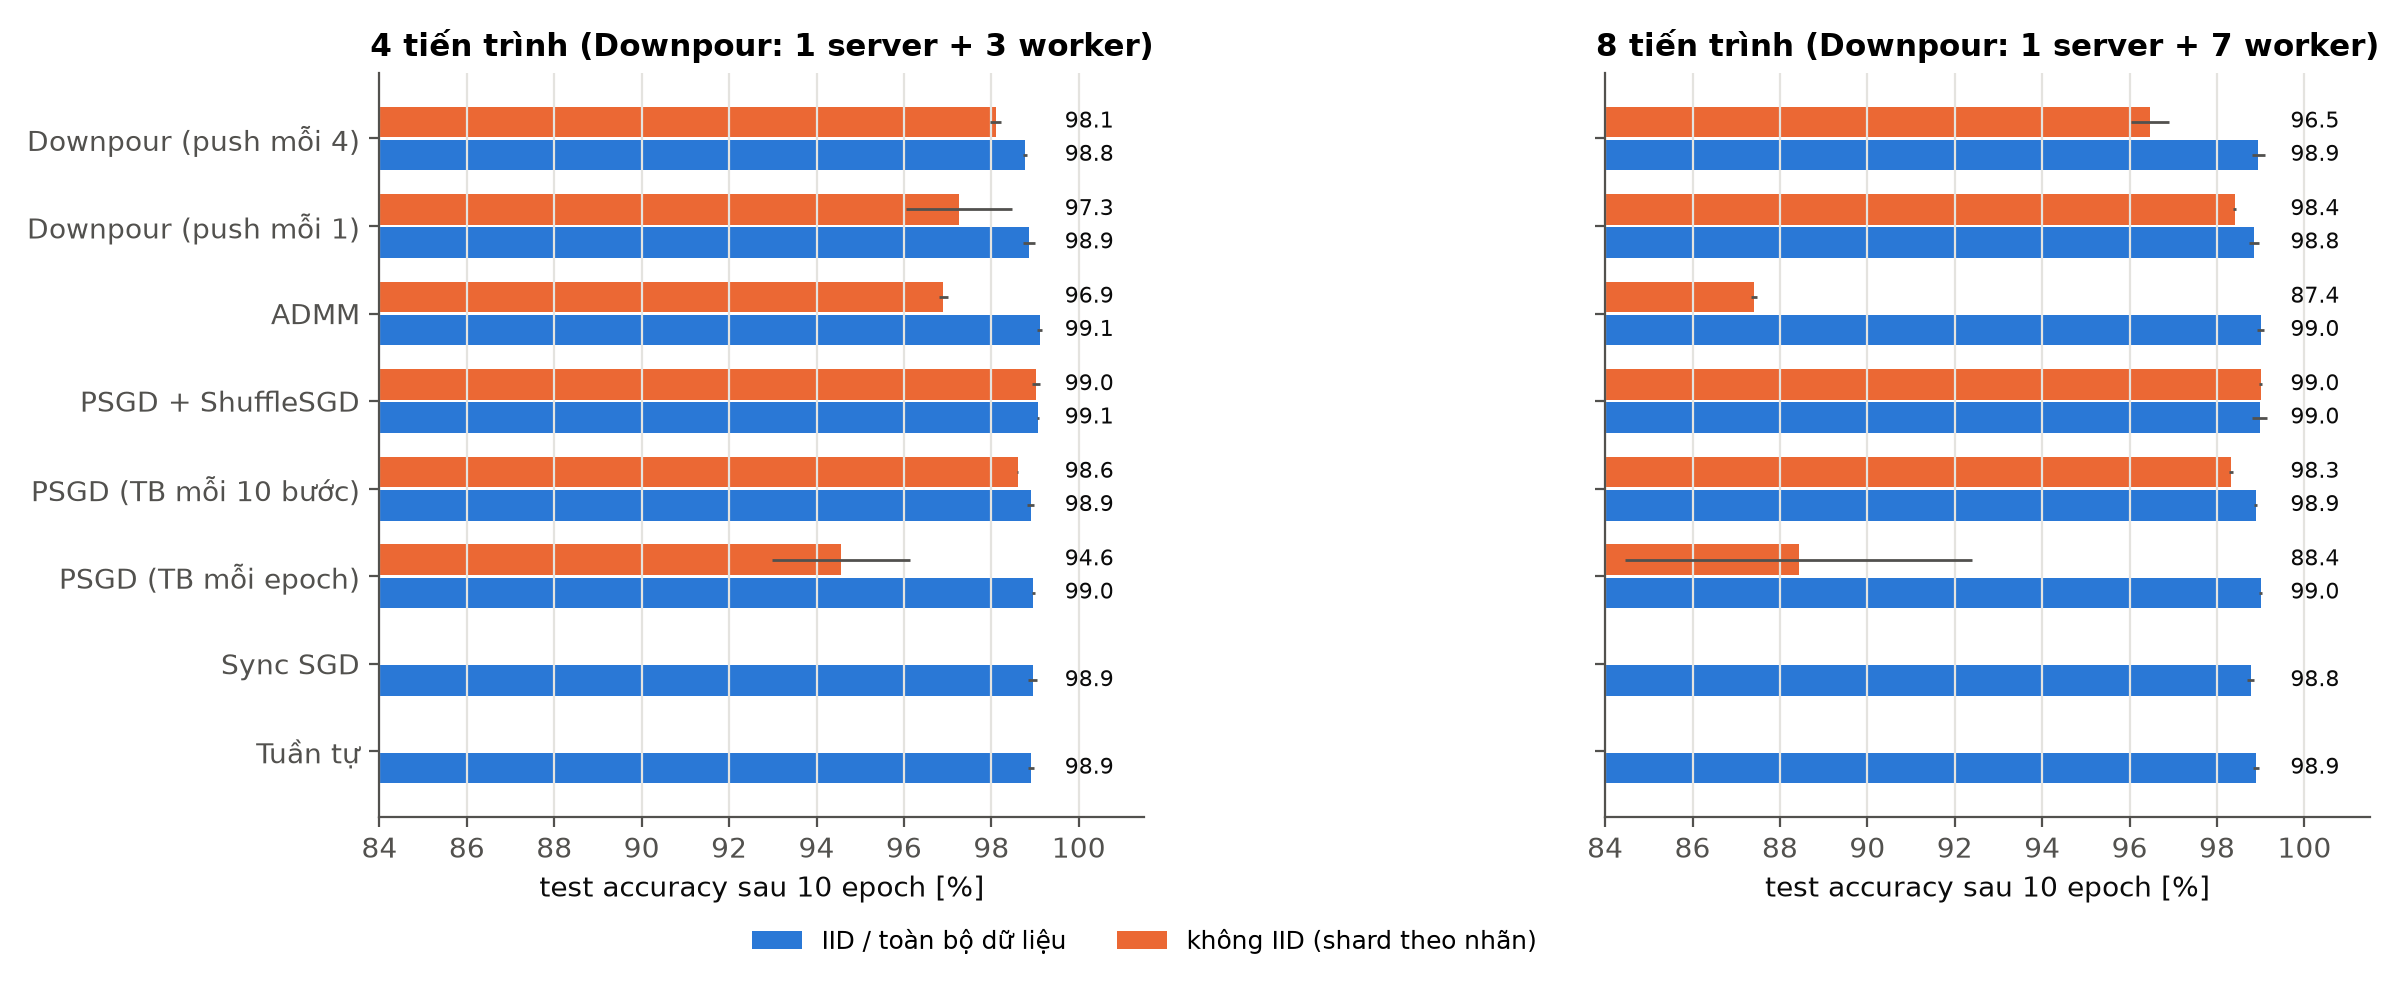 4 tiến trình (Downpour: 1 server + 3 worker)
Downpour (push mỗi 4)
98.1
98.8
Downpour (push mỗi 1)
97.3
98.9
ADMM
96.9
99.1
PSGD + ShuffleSGD
99.0
99.1
PSGD (TB mỗi 10 bước)
98.6
98.9
PSGD (TB mỗi epoch)
94.6
99.0
Sync SGD
98.9
Tuần tự
98.9
84 86 88 90 92 94 96 98 100
test accuracy sau 10 epoch [%]
8 tiến trình (Downpour: 1 server + 7 worker)
96.5
98.9
98.4
98.8
87.4
99.0
99.0
99.0
98.3
98.9
88.4
99.0
98.8
98.9
84 86 88 90 92 94 96 98 100
test accuracy sau 10 epoch [%]
IID / toàn bộ dữ liệu
không IID (shard theo nhãn)